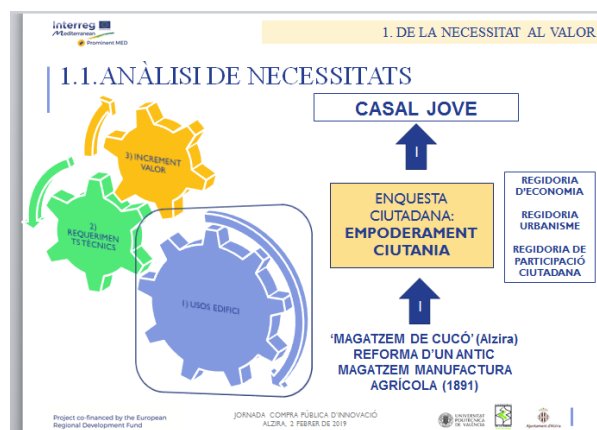 Interreg
Mediterranean
Prominent MED
1. DE LA NECESSITAT AL VALOR
1.1.ANÀLISI DE NECESSITATS
CASAL JOVE
3) INCREMENT
VALOR
2)
REQUERIMEN
TS TÈCNICS
1) USOS EDIFICI
ENQUESTA
CIUTADANA:
EMPODERAMENT
CIUTANIA
REGIDORIA
D'ECONOMIA
REGIDORIA
URBANISME
REGIDORIA DE
PARTICIPACIÓ
CIUTADANA
'MAGATZEM DE CUCÓ' (Alzira)
REFORMA D'UN ANTIC
MAGATZEM MANUFACTURA
AGRÍCOLA (1891)
Project co-financed by the European
Regional Development Fund
JORNADA COMPRA PÚBLICA D'INNOVACIÓ
ALZIRA, 2 FEBRER DE 2019
UNIVERSITAT
POLITÈCNICA
DE VALÈNCIA
Ajuntament d'Alzira